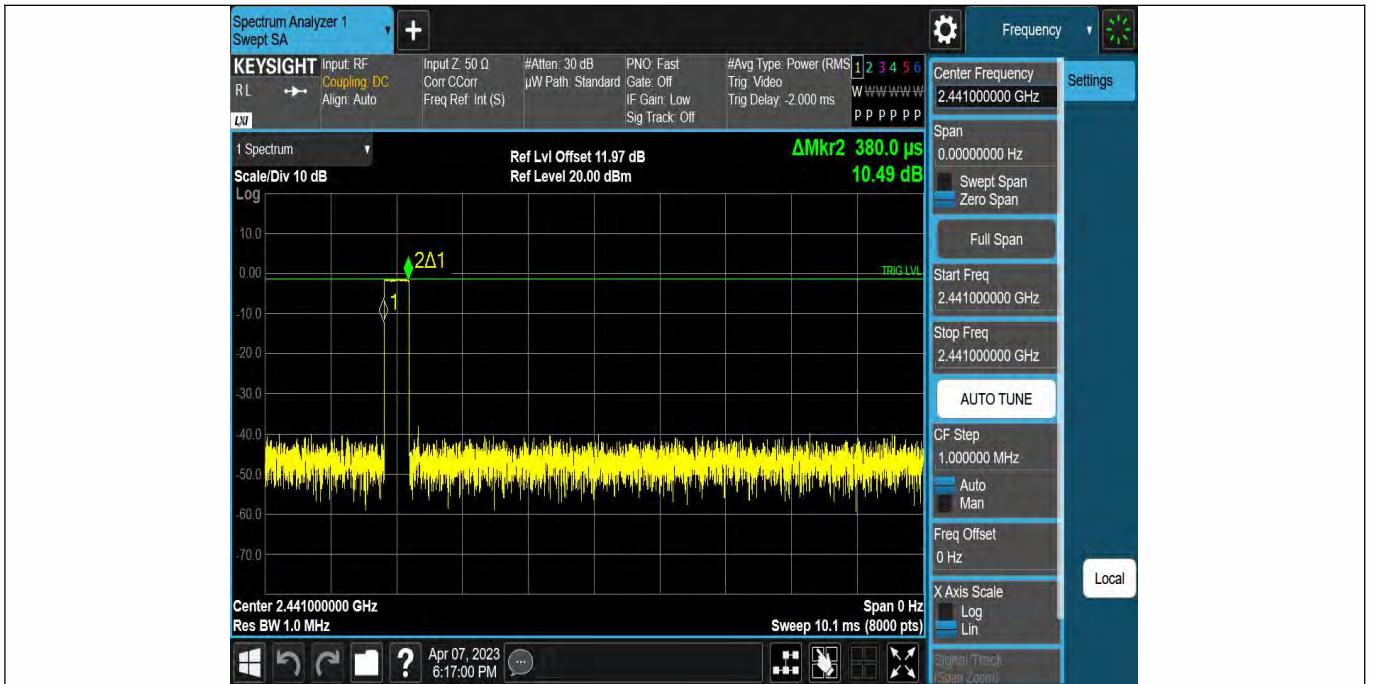 Spectrum Analyzer 1
Swept SA
+
Frequency
KEYSIGHT
RL
LXI
Input: RF
Coupling: DC
Align: Auto
Input Z: 50 Ω
Corr CCorr
Freq Ref: Int (S)
#Atten: 30 dB
µW Path: Standard
PNO: Fast
Gate: Off
IF Gain: Low
Sig Track: Off
#Avg Type: Power (RMS
Trig: Video
Trig Delay: -2.000 ms
1 2 3 4 5 6
W W W W W W
P P P P P P
1 Spectrum
Scale/Div 10 dB
Log
Ref Lvl Offset 11.97 dB
Ref Level 20.00 dBm
ΔMkr2 380.0 µs
10.49 dB
10.0
0.00
-10.0
-20.0
-30.0
-40.0
-50.0
-60.0
-70.0
2Δ1
1
TRIG LVL
Center 2.441000000 GHz
Res BW 1.0 MHz
Span 0 Hz
Sweep 10.1 ms (8000 pts)
Center Frequency
2.441000000 GHz
Span
0.00000000 Hz
Swept Span
Zero Span
Full Span
Start Freq
2.441000000 GHz
Stop Freq
2.441000000 GHz
AUTO TUNE
CF Step
1.000000 MHz
Auto
Man
Freq Offset
0 Hz
X Axis Scale
Log
Lin
Signal Track
(Span Zoom)
Settings
Local
?
Apr 07, 2023
6:17:00 PM